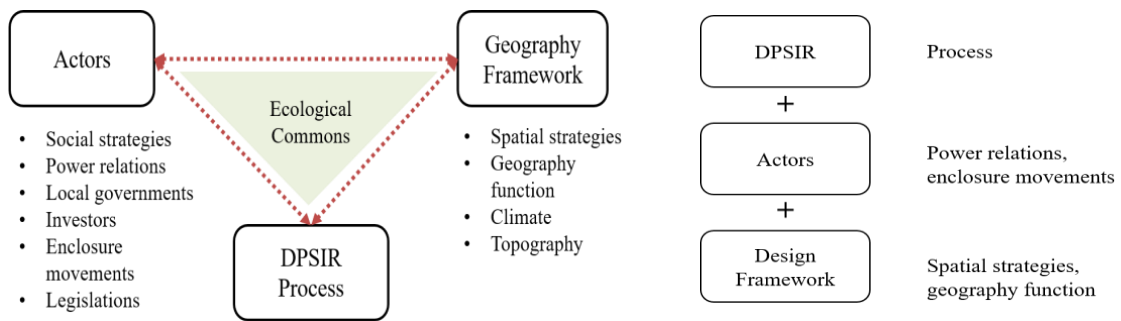 Actors
Geography
Framework
Ecological
Commons
• Social strategies
• Power relations
• Local governments
• Investors
• Enclosure
movements
• Legislations
• Spatial strategies
• Geography
function
• Climate
• Topography
DPSIR
Process
DPSIR
Process
+
Actors
Power relations,
enclosure movements
+
Design
Framework
Spatial strategies,
geography function